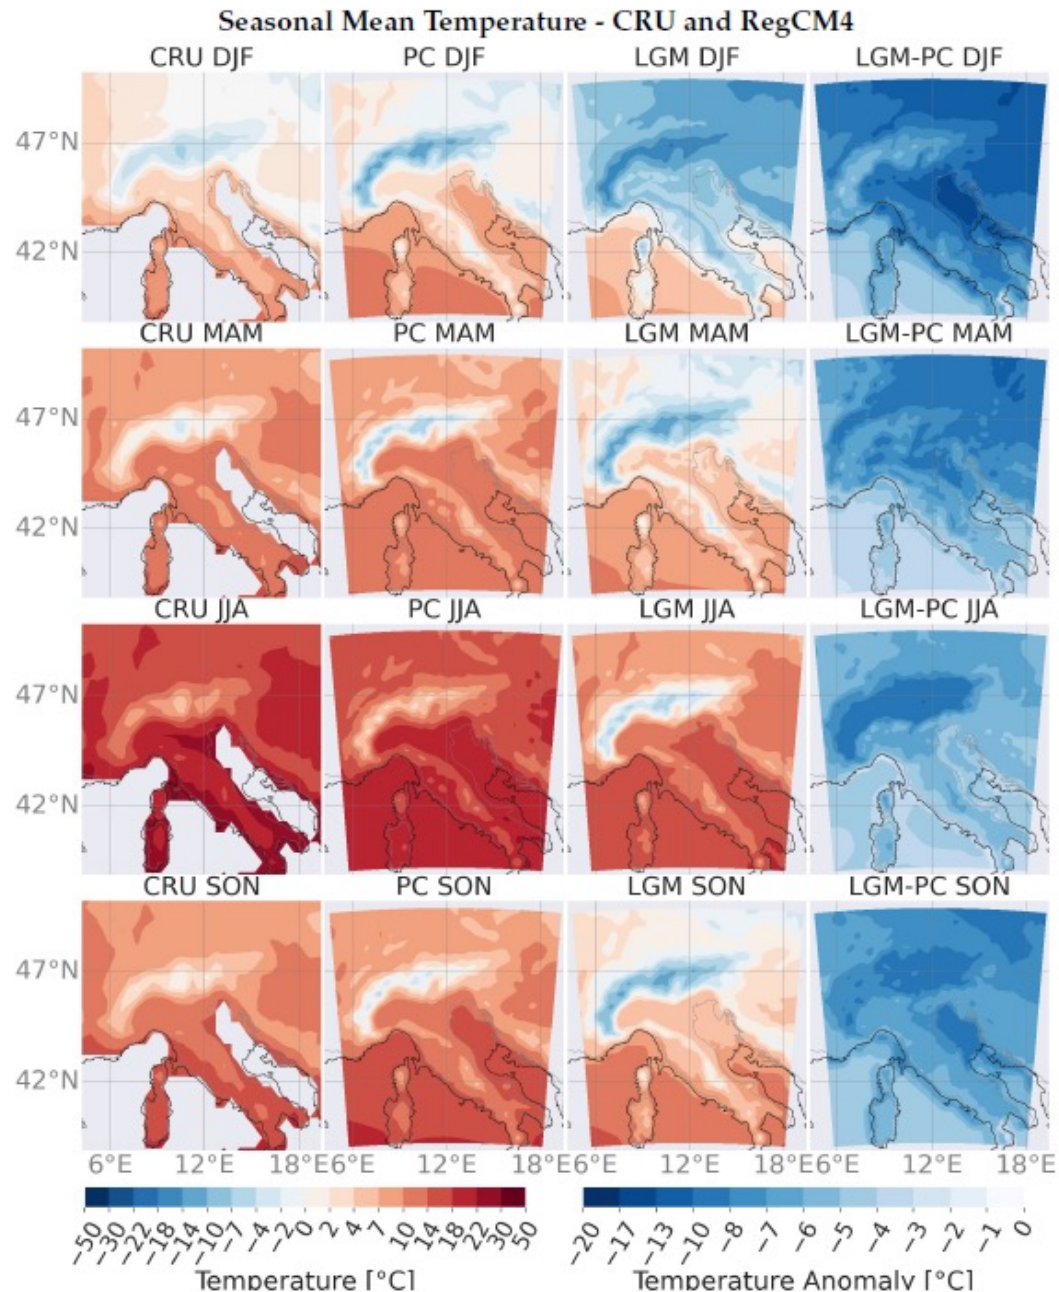 Seasonal Mean Temperature - CRU and RegCM4
CRU DJF PC DJF LGM DJF LGM-PC DJF
47°N
42°N
CRU MAM PC MAM LGM MAM LGM-PC MAM
47°N
42°N
CRU JJA PC JJA LGM JJA LGM-PC JJA
47°N
42°N
CRU SON PC SON LGM SON LGM-PC SON
47°N
42°N
6°E 12°E 18°E 6°E 12°E 18°E 6°E 12°E 18°E 6°E 12°E 18°E
−50 −30 −22 −28 −14 −10 −7 −4 −2 0 2 4 7 10 14 18 22 30 50
−20 −17 −13 −10 −8 −7 −6 −5 −4 −3 −2 −1 0
Temperature [°C] Temperature Anomaly [°C]